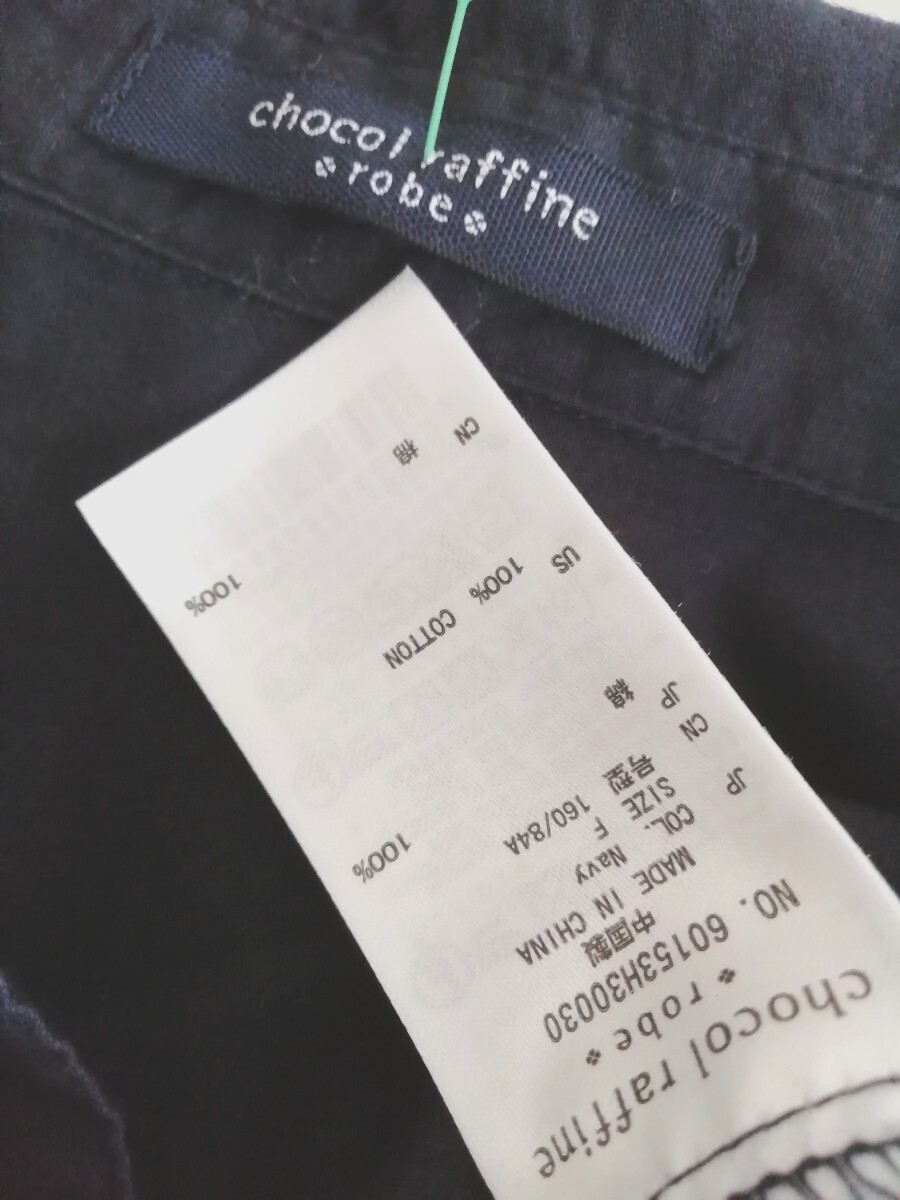 chocol raffine
robe
chocol raffine
robe
NO. 60153H30030
中国製
MADE IN CHINA
COL. Navy
JP SIZE F
CN 号型 160/84A
JP 綿 100%
US 100% COTTON
CN 棉 100%